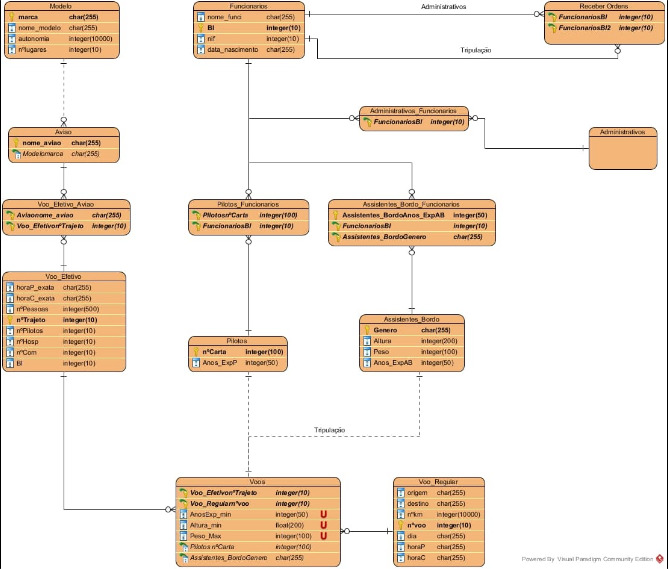 Modelo
marca char(255)
nome_modelo char(255)
autonomia integer(10000)
nºlugares integer(10)
Funcionarios
nome_func char(255)
BI Integer(10)
nif integer(10)
data_nascimento char(255)
Administrativos
Tripulação
Receber Ordens
FuncionariosBI integer(10)
FuncionariosBI2 integer(10)
Administrativos_Funcionarios
FuncionariosBI integer(10)
Administrativos
Aviao
nome_aviao char(255)
Modelomarca char(255)
Voo_Efetivo_Aviao
Aviaonome_aviao char(255)
Voo_EfetivonºTrajeto integer(10)
Pilotos_Funcionarios
PilotosnºCarta integer(100)
FuncionariosBI integer(10)
Assistentes_Bordo_Funcionarios
Assistentes_BordoAnos_ExpAB integer(50)
FuncionariosBI integer(10)
Assistentes_BordoGenero char(255)
Voo_Efetivo
horaP_exata char(255)
horaC_exata char(255)
nºPessoas integer(500)
nºTrajeto integer(10)
nºPilotos integer(10)
nºHosp integer(10)
nºCom integer(10)
BI integer(10)
Pilotos
nºCarta Integer(100)
Anos_ExpP integer(50)
Assistentes_Bordo
Genero char(255)
Altura integer(200)
Peso integer(100)
Anos_ExpAB integer(50)
Tripulação
Voos
Voo_EfetivonºTrajeto integer(10)
Voo_Regularnºvoo integer(10)
AnosExp_min integer(50) U
Altura_min float(200) U
Peso_Max integer(100) U
PilotosnºCarta integer(100)
Assistentes_BordoGenero char(255)
Voo_Regular
origem char(255)
destino char(255)
nºkm integer(10000)
nºvoo integer(10)
dia char(255)
horaP char(255)
horaC char(255)
Powered By Visual Paradigm Community Edition